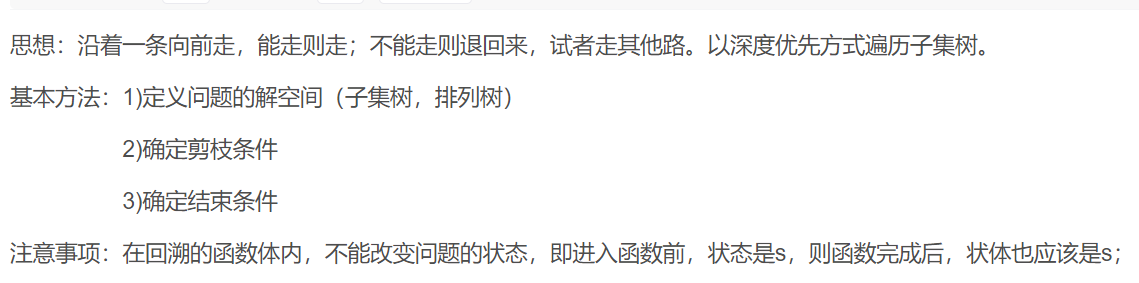 思想：沿着一条向前走，能走则走；不能走则退回来，试者走其他路。以深度优先方式遍历子集树。
基本方法：1)定义问题的解空间（子集树，排列树）
2)确定剪枝条件
3)确定结束条件
注意事项：在回溯的函数体内，不能改变问题的状态，即进入函数前，状态是s，则函数完成后，状体也应该是s；